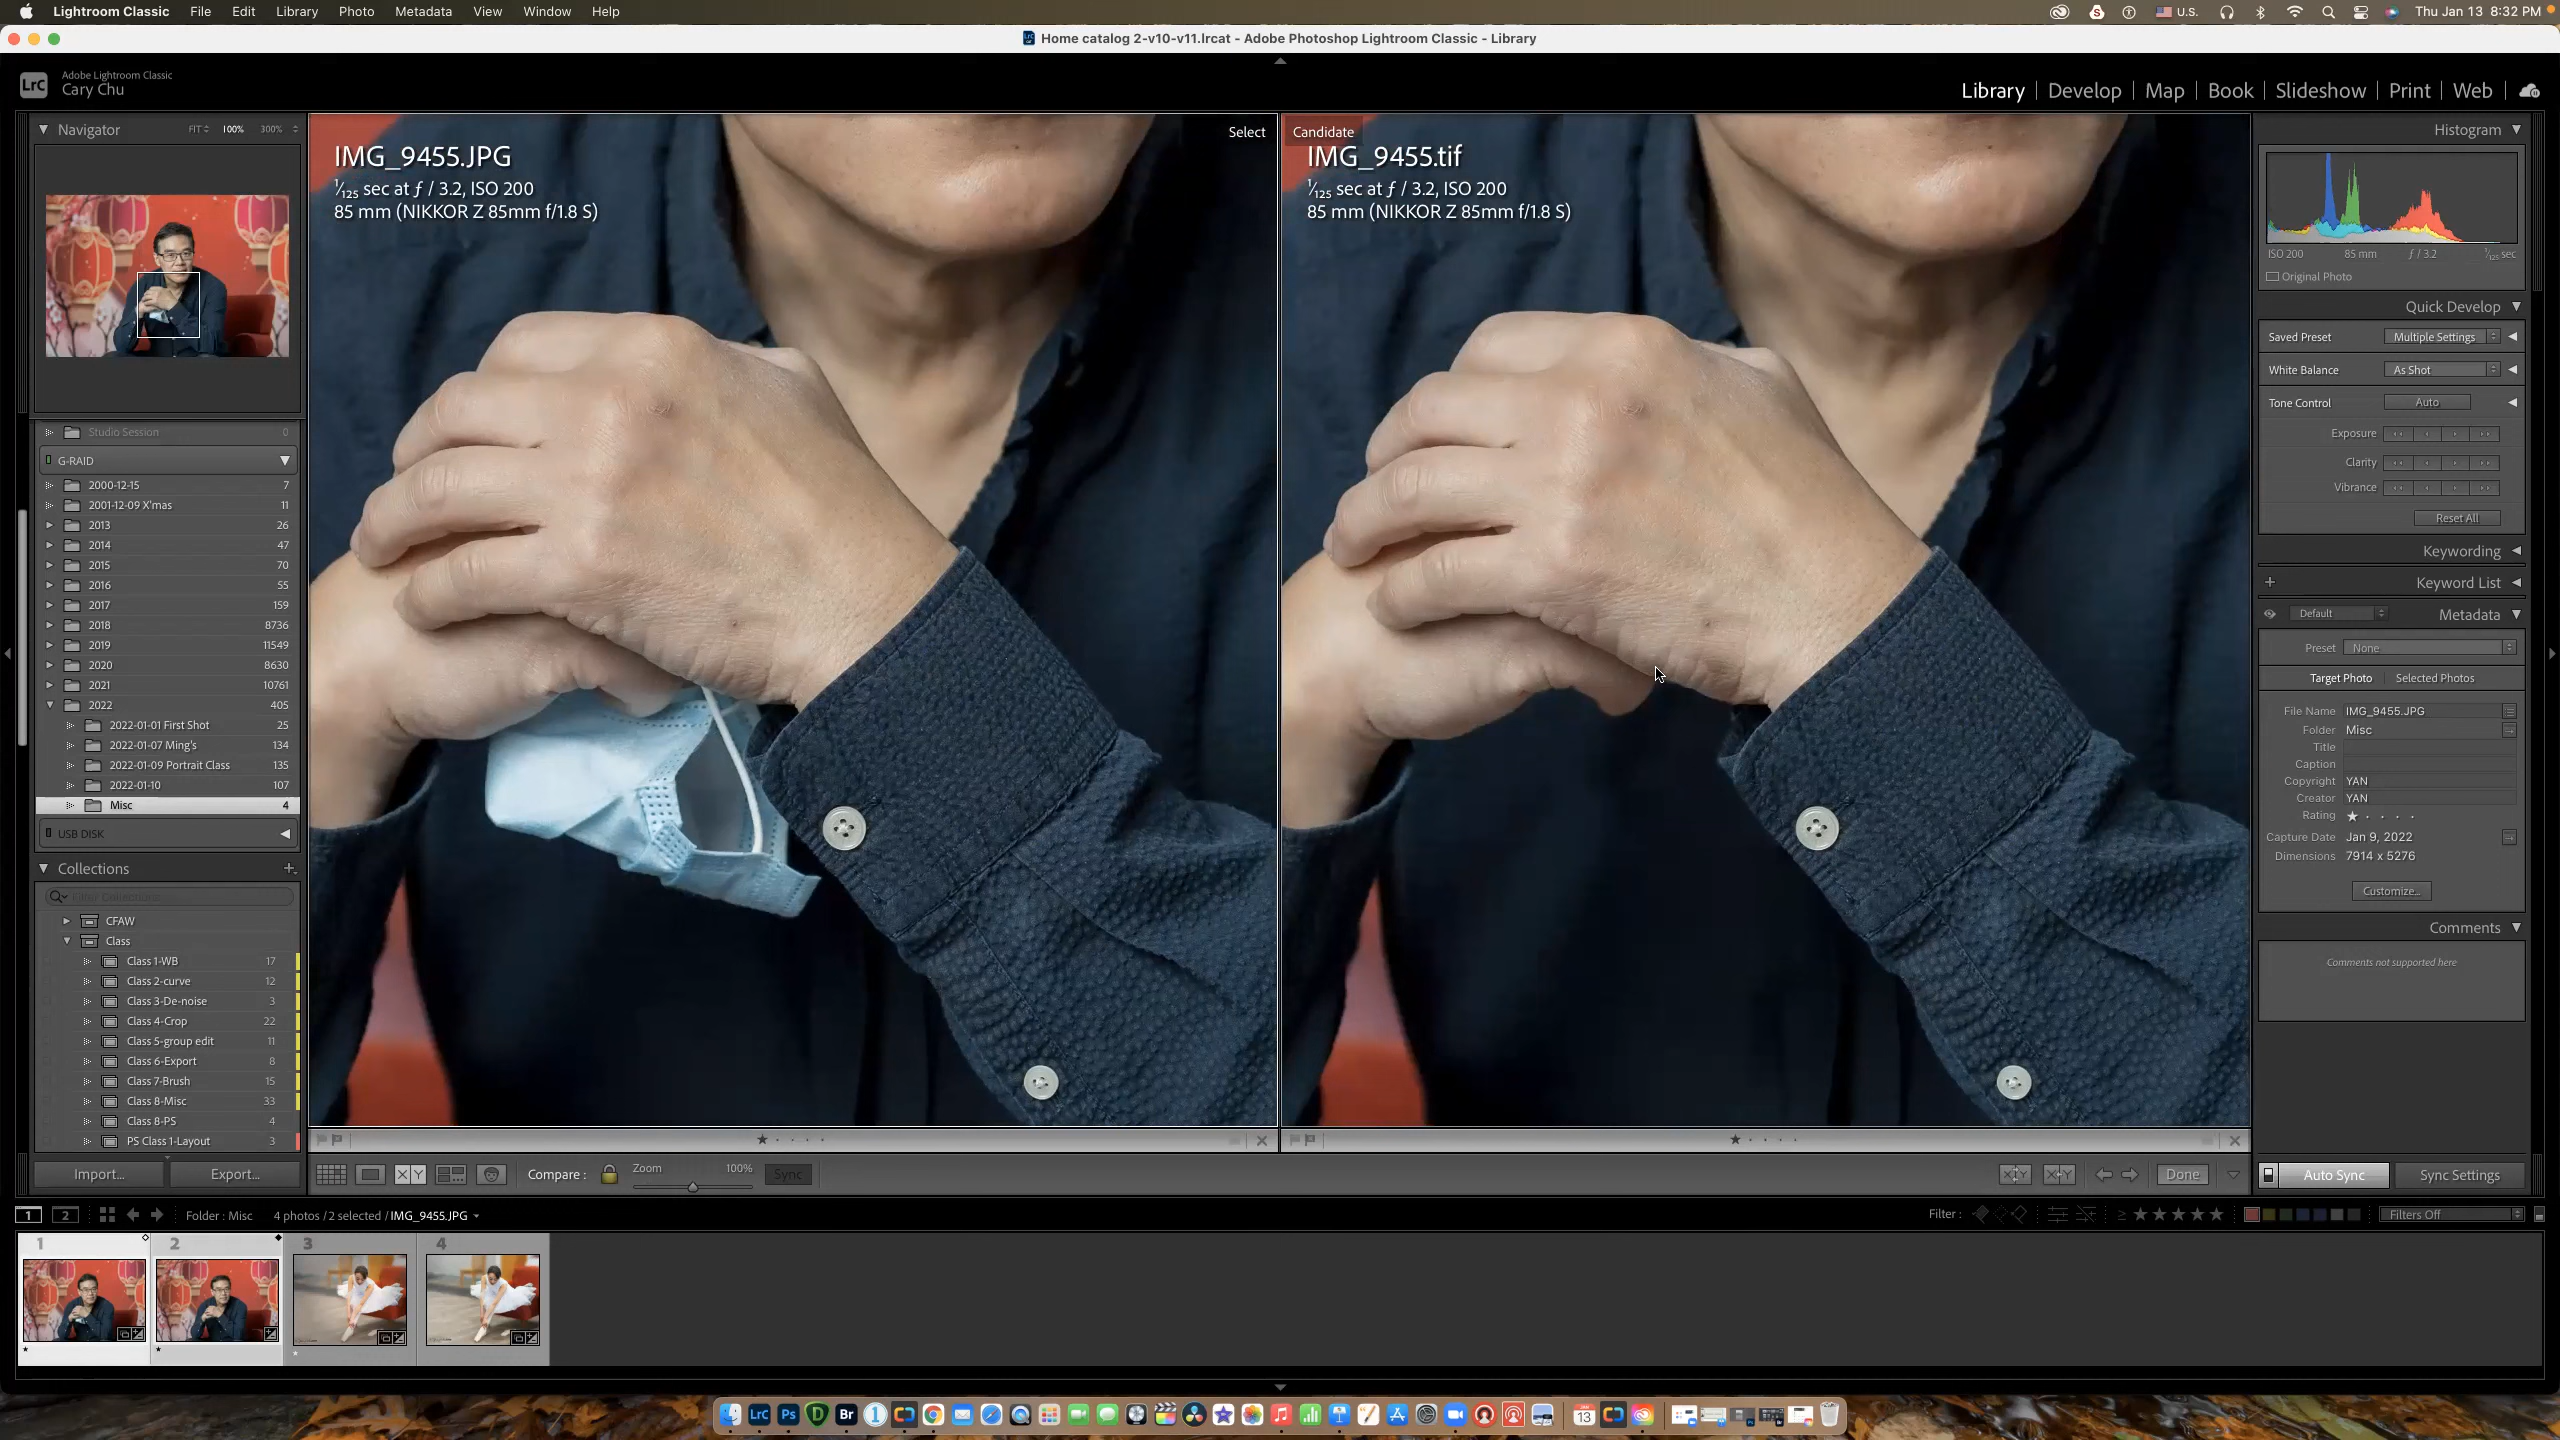 Lightroom Classic File Edit Library Photo Metadata View Window Help
U.S. Thu Jan 13 8:32 PM
Home catalog 2-v10-v11.lrcat - Adobe Photoshop Lightroom Classic - Library
LrC
Adobe Lightroom Classic
Cary Chu
Library | Develop | Map | Book | Slideshow | Print | Web
Navigator FIT 100% 300%
Studio Session 0
G-RAID
2000-12-15 7
2001-12-09 X'mas 11
2013 26
2014 47
2015 70
2016 55
2017 159
2018 8736
2019 11549
2020 8630
2021 10761
2022 405
2022-01-01 First Shot 25
2022-01-07 Ming's 134
2022-01-09 Portrait Class 135
2022-01-10 107
Misc 4
USB DISK
Collections
Filter Collections
CFAW
Class
Class 1-WB 17
Class 2-curve 12
Class 3-De-noise 3
Class 4-Crop 22
Class 5-group edit 11
Class 6-Export 8
Class 7-Brush 15
Class 8-Misc 33
Class 8-PS 4
PS Class 1-Layout 3
Import... Export...
Select
IMG_9455.JPG
1/125 sec at ƒ / 3.2, ISO 200
85 mm (NIKKOR Z 85mm f/1.8 S)
Candidate
IMG_9455.tif
1/125 sec at ƒ / 3.2, ISO 200
85 mm (NIKKOR Z 85mm f/1.8 S)
X Y Compare : Zoom 100% Sync
Done
Histogram
ISO 200 85 mm ƒ / 3.2 1/125 sec
Original Photo
Quick Develop
Saved Preset Multiple Settings
White Balance As Shot
Tone Control Auto
Exposure
Clarity
Vibrance
Reset All
Keywording
Keyword List
Default Metadata
Preset None
Target Photo Selected Photos
File Name IMG_9455.JPG
Folder Misc
Title
Caption
Copyright YAN
Creator YAN
Rating
Capture Date Jan 9, 2022
Dimensions 7914 x 5276
Customize...
Comments
Comments not supported here
Auto Sync Sync Settings
1 2 Folder : Misc 4 photos / 2 selected / IMG_9455.JPG
Filter : Filters Off
1 2 3 4
LrC Ps Br 13